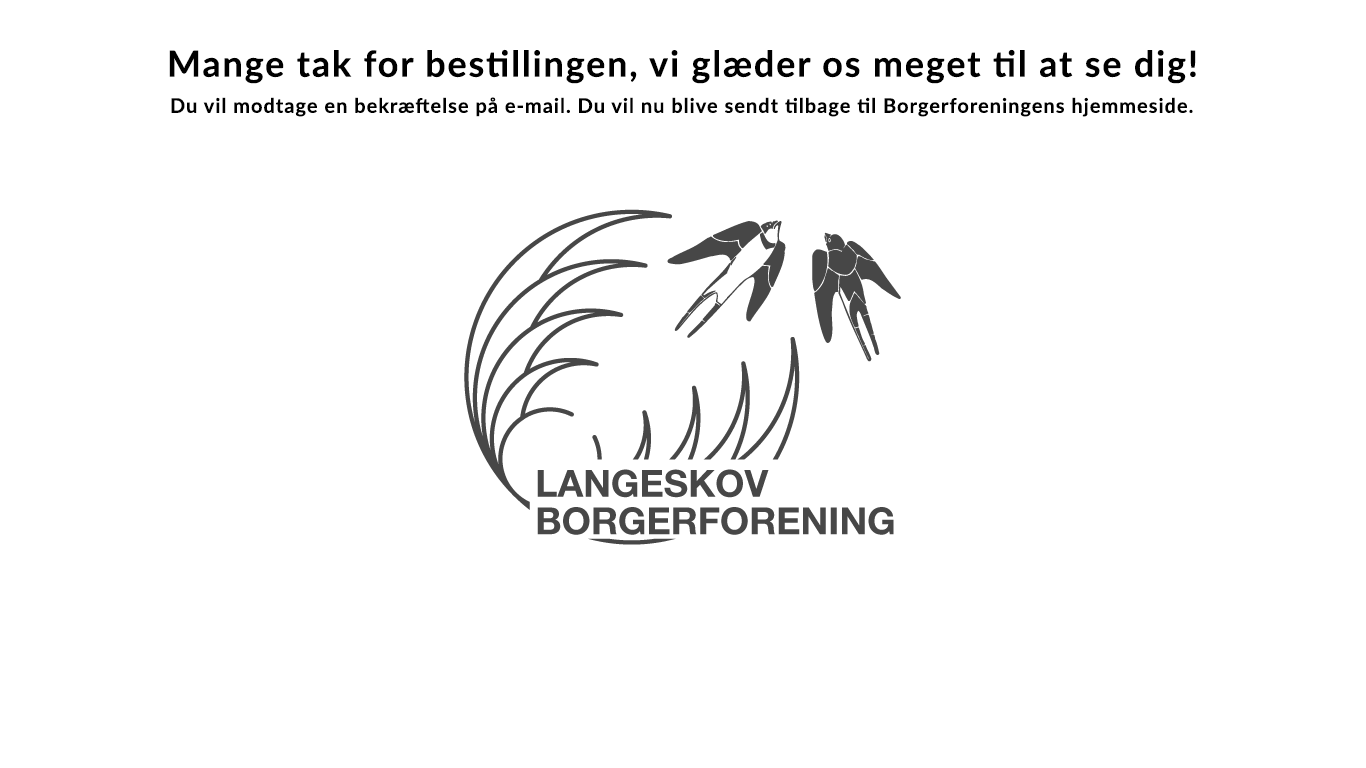 Mange tak for bestillingen, vi glæder os meget til at se dig!
Du vil modtage en bekræftelse på e-mail. Du vil nu blive sendt tilbage til Borgerforeningens hjemmeside.
LANGESKOV
BORGERFORENING